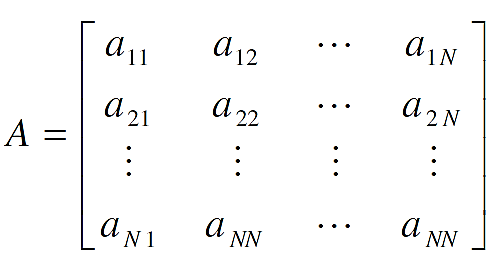 a₁₁ a₁₂ ⋯ a₁N
a₂₁ a₂₂ ⋯ a₂N
A = ⋮ ⋮ ⋮ ⋮
aN1 aNN ⋯ aNN